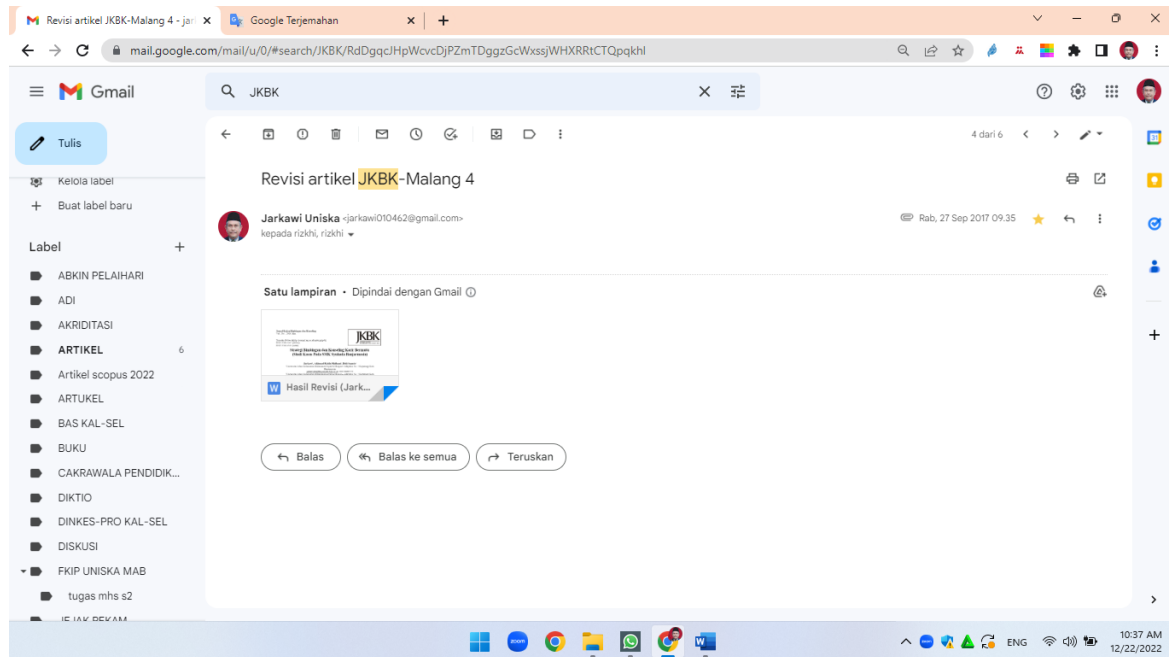 Revisi artikel JKBK-Malang 4 - jar
Google Terjemahan
mail.google.com/mail/u/0/#search/JKBK/RdDgqcJHpWcvcDjPZmTDggzGcWxssjWHXRRtCTQpqkhl
Gmail
JKBK
Tulis
4 dari 6
Kelola label
Buat label baru
Label
ABKIN PELAIHARI
ADI
AKRIDITASI
ARTIKEL 6
Artikel scopus 2022
ARTUKEL
BAS KAL-SEL
BUKU
CAKRAWALA PENDIDIK...
DIKTIO
DINKES-PRO KAL-SEL
DISKUSI
FKIP UNISKA MAB
tugas mhs s2
JEJAK REKAM
Revisi artikel JKBK-Malang 4
Jarkawi Uniska <jarkawi010462@gmail.com>
Rab, 27 Sep 2017 09.35
kepada rizkhi, rizkhi
Satu lampiran • Dipindai dengan Gmail
JKBK
W Hasil Revisi (Jark...
Balas
Balas ke semua
Teruskan
31
zoom
W
ENG
10:37 AM
12/22/2022